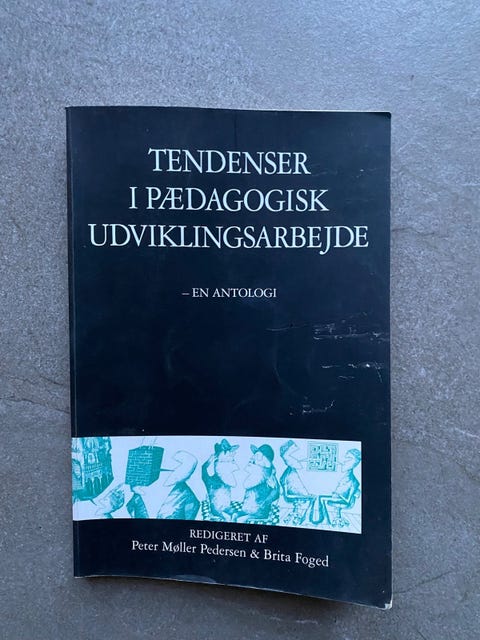 TENDENSER
I PÆDAGOGISK
UDVIKLINGSARBEJDE
– EN ANTOLOGI
REDIGERET AF
Peter Møller Pedersen & Brita Foged